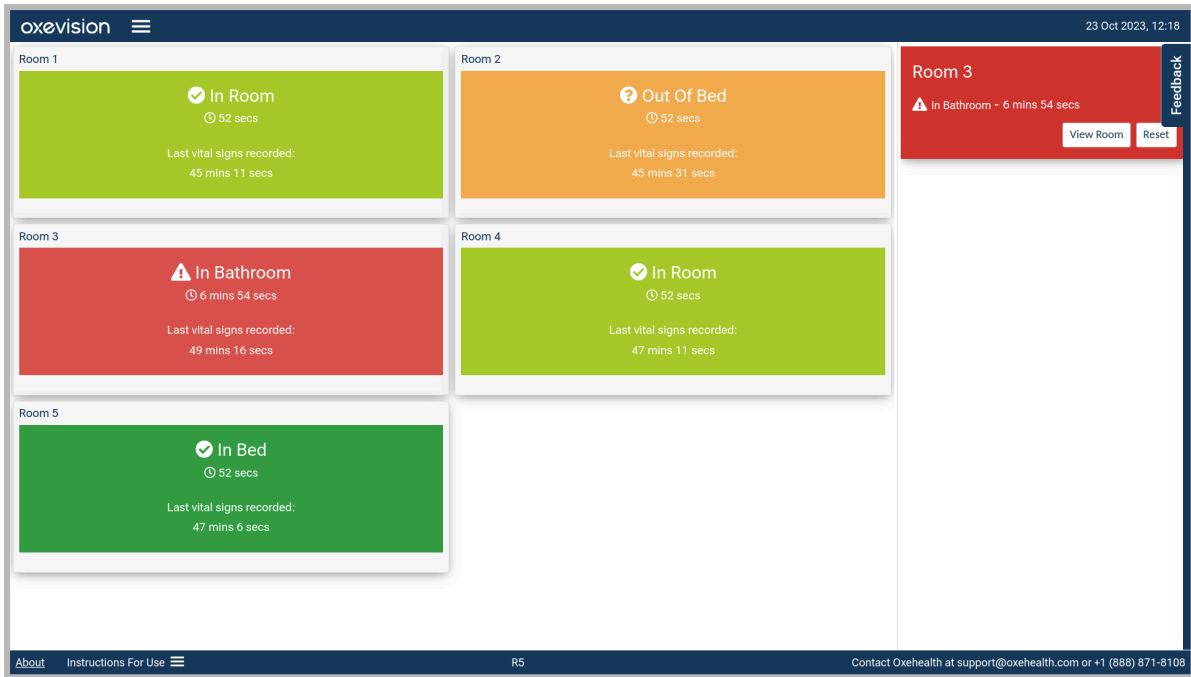 oxevision
23 Oct 2023, 12:18
Room 1
In Room
52 secs
Last vital signs recorded:
45 mins 11 secs
Room 2
Out Of Bed
52 secs
Last vital signs recorded:
45 mins 31 secs
Room 3
In Bathroom
6 mins 54 secs
Last vital signs recorded:
49 mins 16 secs
Room 4
In Room
52 secs
Last vital signs recorded:
47 mins 11 secs
Room 5
In Bed
52 secs
Last vital signs recorded:
47 mins 6 secs
Room 3
In Bathroom - 6 mins 54 secs
View Room Reset
Feedback
About Instructions For Use R5 Contact Oxehealth at support@oxehealth.com or +1 (888) 871-8108